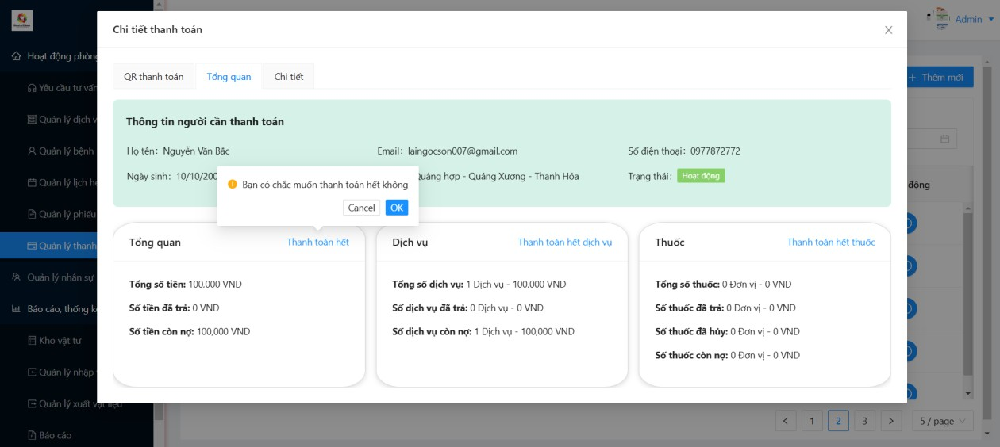 Admin
Chi tiết thanh toán
Hoạt động phòng
Yêu cầu tư vấn
Quản lý dịch v
Quản lý bệnh
Quản lý lịch hẹ
Quản lý phiếu
Quản lý thanh
Quản lý nhân sự
Báo cáo, thống kê
Kho vật tư
Quản lý nhập
Quản lý xuất vật liệu
Báo cáo
QR thanh toán Tổng quan Chi tiết
Thêm mới
Thông tin người cần thanh toán
Họ tên: Nguyễn Văn Bắc Email: laingocson007@gmail.com Số điện thoại: 0977872772
Ngày sinh: 10/10/200 Quảng hợp - Quảng Xương - Thanh Hóa Trạng thái: Hoạt động
động
Bạn có chắc muốn thanh toán hết không
Cancel OK
Tổng quan Thanh toán hết
Tổng số tiền: 100,000 VND
Số tiền đã trả: 0 VND
Số tiền còn nợ: 100,000 VND
Dịch vụ Thanh toán hết dịch vụ
Tổng số dịch vụ: 1 Dịch vụ - 100,000 VND
Số dịch vụ đã trả: 0 Dịch vụ - 0 VND
Số dịch vụ còn nợ: 1 Dịch vụ - 100,000 VND
Thuốc Thanh toán hết thuốc
Tổng số thuốc: 0 Đơn vị - 0 VND
Số thuốc đã trả: 0 Đơn vị - 0 VND
Số thuốc đã hủy: 0 Đơn vị - 0 VND
Số thuốc còn nợ: 0 Đơn vị - 0 VND
< 1 2 3 > 5 / page